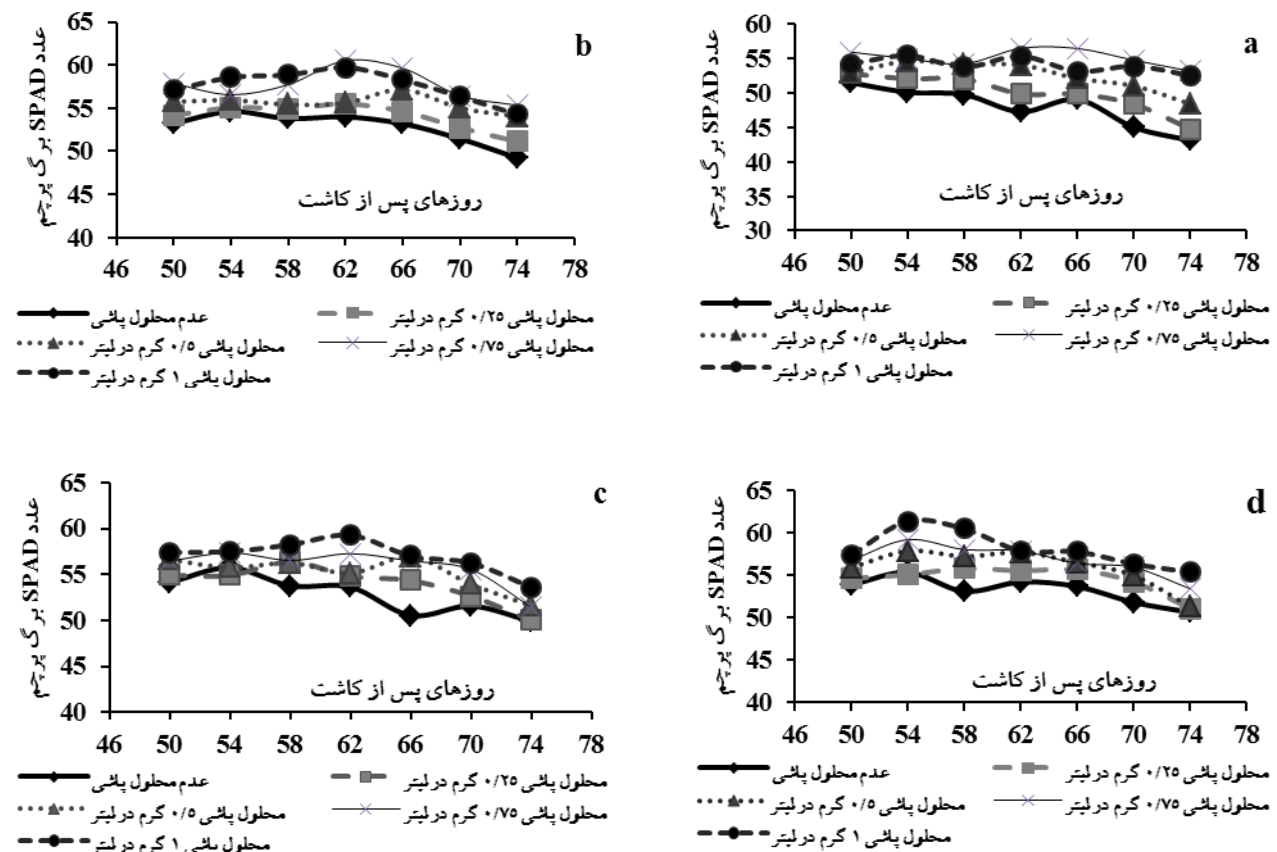 b
عدد SPAD برگ پرچم
65
60
55
50
45
40
روزهای پس از کاشت
46 50 54 58 62 66 70 74 78
عدم محلول پاشی
محلول پاشی ۰/۲۵ گرم در لیتر
محلول پاشی ۰/۵ گرم در لیتر
محلول پاشی ۰/۷۵ گرم در لیتر
محلول پاشی ۱ گرم در لیتر
a
عدد SPAD برگ پرچم
60
55
50
45
40
35
30
روزهای پس از کاشت
46 50 54 58 62 66 70 74 78
عدم محلول پاشی
محلول پاشی ۰/۲۵ گرم در لیتر
محلول پاشی ۰/۵ گرم در لیتر
محلول پاشی ۰/۷۵ گرم در لیتر
محلول پاشی ۱ گرم در لیتر
c
عدد SPAD برگ پرچم
65
60
55
50
45
40
روزهای پس از کاشت
46 50 54 58 62 66 70 74 78
عدم محلول پاشی
محلول پاشی ۰/۲۵ گرم در لیتر
محلول پاشی ۰/۵ گرم در لیتر
محلول پاشی ۰/۷۵ گرم در لیتر
محلول پاشی ۱ گرم در لیتر
d
عدد SPAD برگ پرچم
65
60
55
50
45
40
روزهای پس از کاشت
46 50 54 58 62 66 70 74 78
عدم محلول پاشی
محلول پاشی ۰/۲۵ گرم در لیتر
محلول پاشی ۰/۵ گرم در لیتر
محلول پاشی ۰/۷۵ گرم در لیتر
محلول پاشی ۱ گرم در لیتر